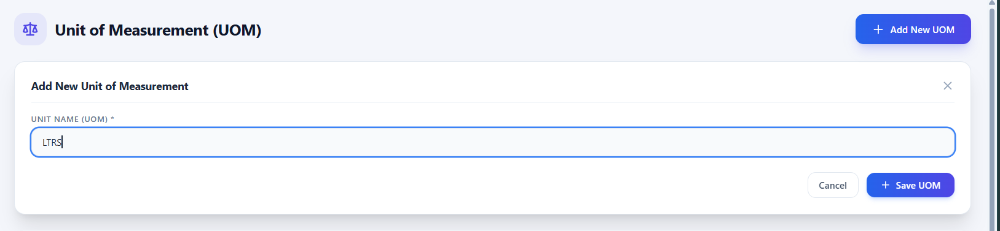 Unit of Measurement (UOM)
+ Add New UOM
Add New Unit of Measurement
UNIT NAME (UOM) *
LTRS
Cancel
+ Save UOM